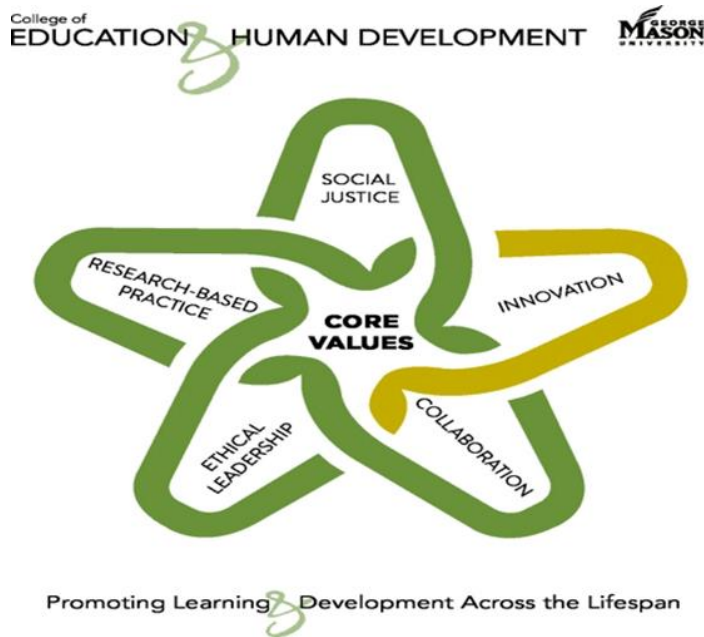 College of
EDUCATION & HUMAN DEVELOPMENT
GEORGE
MASON
UNIVERSITY
SOCIAL
JUSTICE
RESEARCH-BASED
PRACTICE
INNOVATION
CORE
VALUES
ETHICAL
LEADERSHIP
COLLABORATION
Promoting Learning & Development Across the Lifespan